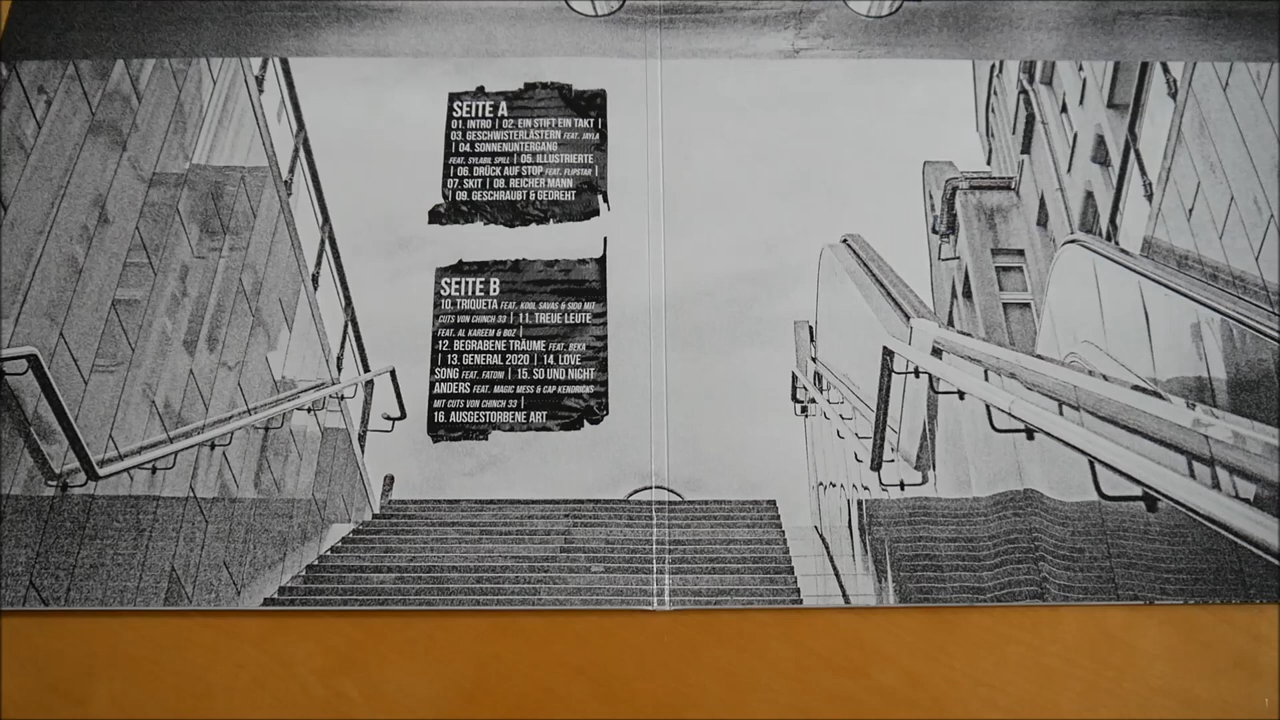 SEITE A
01. INTRO | 02. EIN STIFT EIN TAKT |
03. GESCHWISTERLÄSTERN FEAT. JAYLA
| 04. SONNENUNTERGANG
FEAT. SYLABIL SPILL | 05. ILLUSTRIERTE
| 06. DRÜCK AUF STOP FEAT. FLIPSTAR |
07. SKIT | 08. REICHER MANN
| 09. GESCHRAUBT & GEDREHT
SEITE B
10. TRIQUETA FEAT. KOOL SAVAS & SIDO MIT
CUTS VON CHINCH 33 | 11. TREUE LEUTE
FEAT. AL KAREEM & BOZ |
12. BEGRABENE TRÄUME FEAT. BEKA
| 13. GENERAL 2020 | 14. LOVE
SONG FEAT. FATONI | 15. SO UND NICHT
ANDERS FEAT. MAGIC MESS & CAP KENDRICKS
MIT CUTS VON CHINCH 33 |
16. AUSGESTORBENE ART